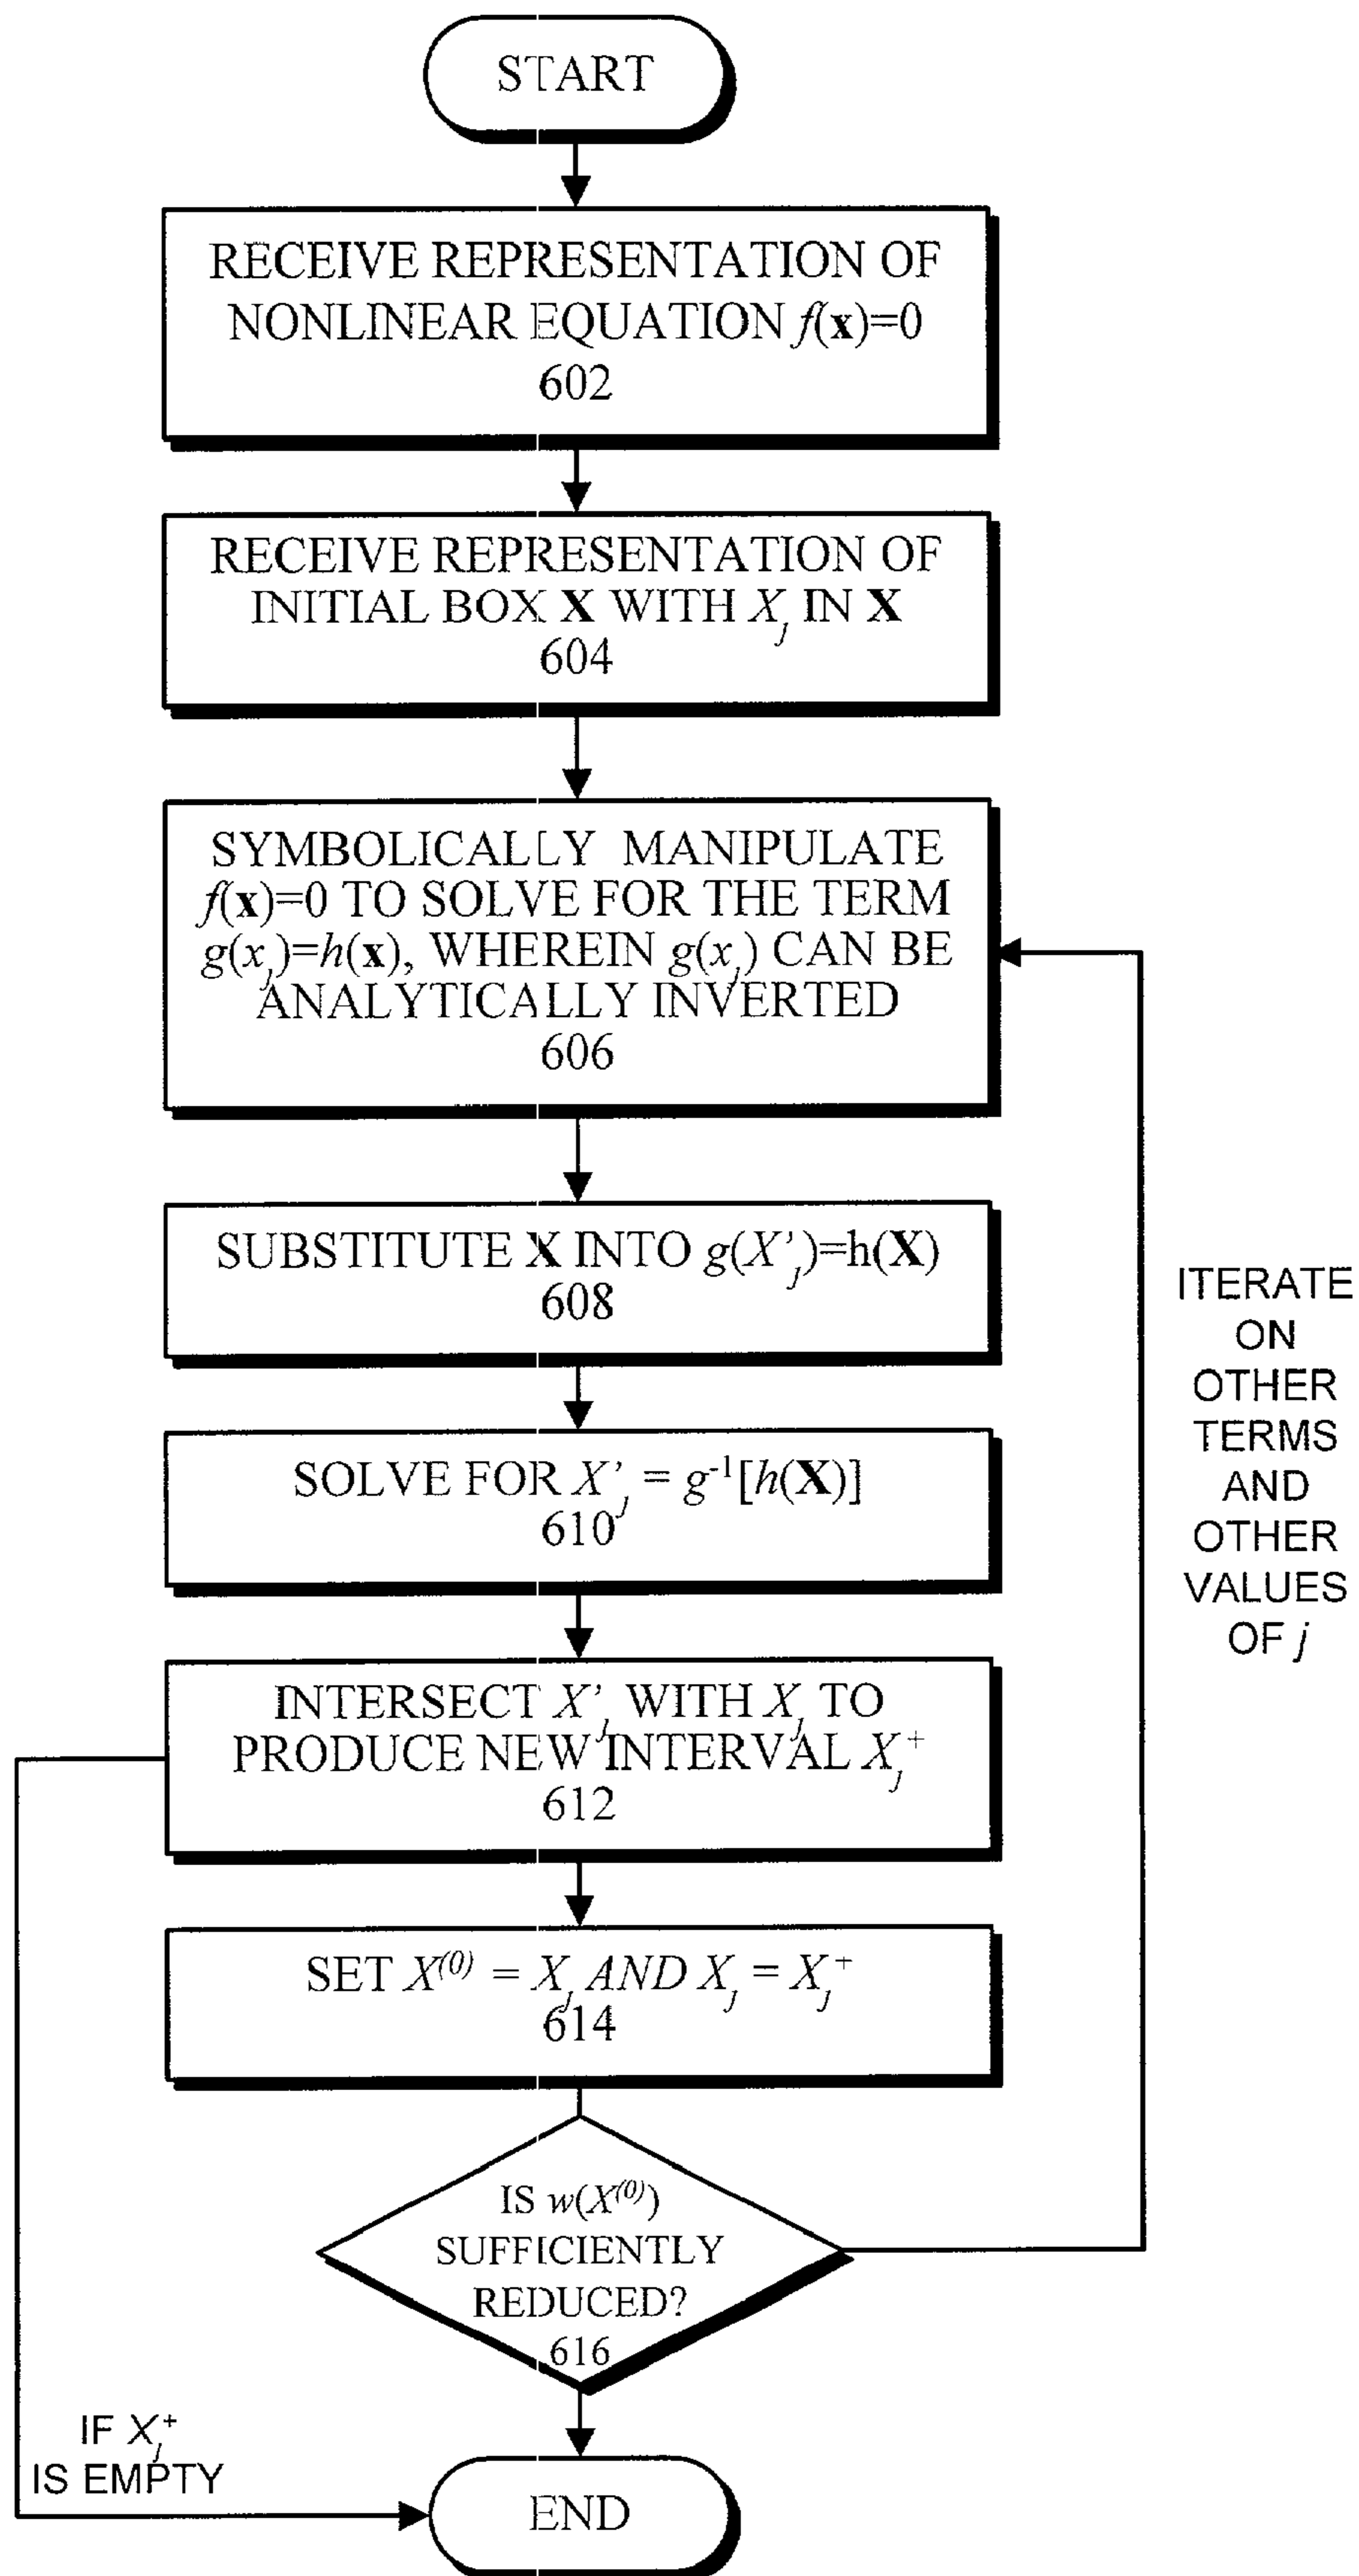 START
RECEIVE REPRESENTATION OF
NONLINEAR EQUATION f(x)=0
602
RECEIVE REPRESENTATION OF
INITIAL BOX X WITH Xj IN X
604
SYMBOLICALLY MANIPULATE
f(x)=0 TO SOLVE FOR THE TERM
g(xj)=h(x), WHEREIN g(xj) CAN BE
ANALYTICALLY INVERTED
606
SUBSTITUTE X INTO g(X'j)=h(X)
608
SOLVE FOR X'j = g⁻¹[h(X)]
610
INTERSECT X'j WITH Xj TO
PRODUCE NEW INTERVAL Xj⁺
612
SET X⁽⁰⁾ = Xj AND Xj = Xj⁺
614
IS w(X⁽⁰⁾)
SUFFICIENTLY
REDUCED?
616
ITERATE
ON
OTHER
TERMS
AND
OTHER
VALUES
OF j
IF Xj⁺
IS EMPTY
END